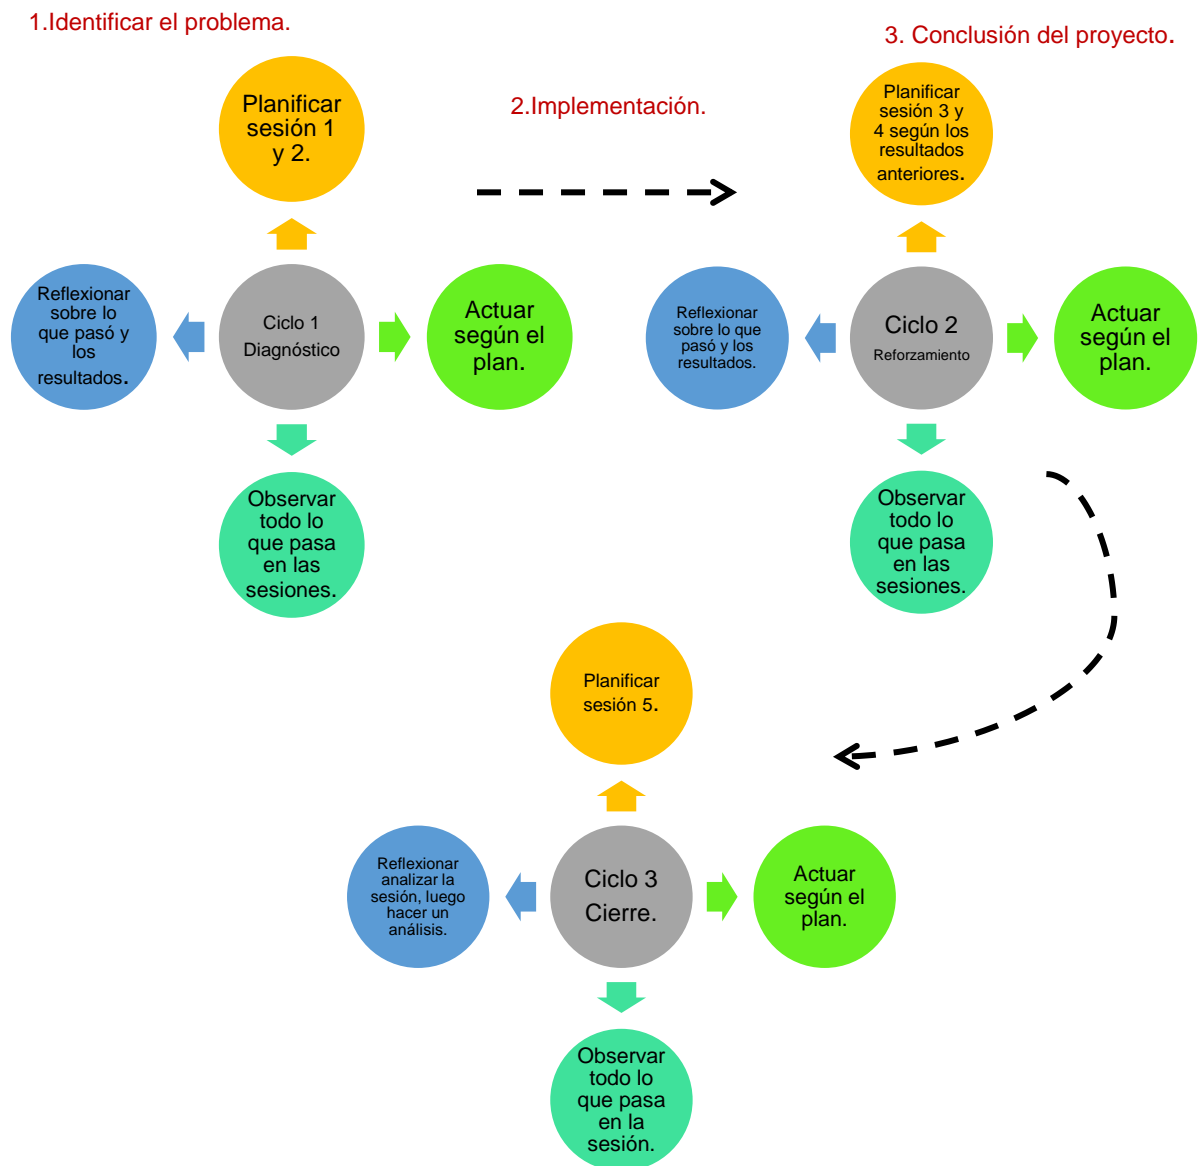 1.Identificar el problema.
3. Conclusión del proyecto.
2.Implementación.
Planificar
sesión 1
y 2.
Reflexionar
sobre lo
que pasó y
los
resultados.
Ciclo 1
Diagnóstico
Actuar
según el
plan.
Observar
todo lo
que pasa
en las
sesiones.
Planificar
sesión 3 y
4 según los
resultados
anteriores.
Reflexionar
sobre lo que
pasó y los
resultados.
Ciclo 2
Reforzamiento
Actuar
según el
plan.
Observar
todo lo
que pasa
en las
sesiones.
Planificar
sesión 5.
Reflexionar
analizar la
sesión, luego
hacer un
análisis.
Ciclo 3
Cierre.
Actuar
según el
plan.
Observar
todo lo
que pasa
en la
sesión.